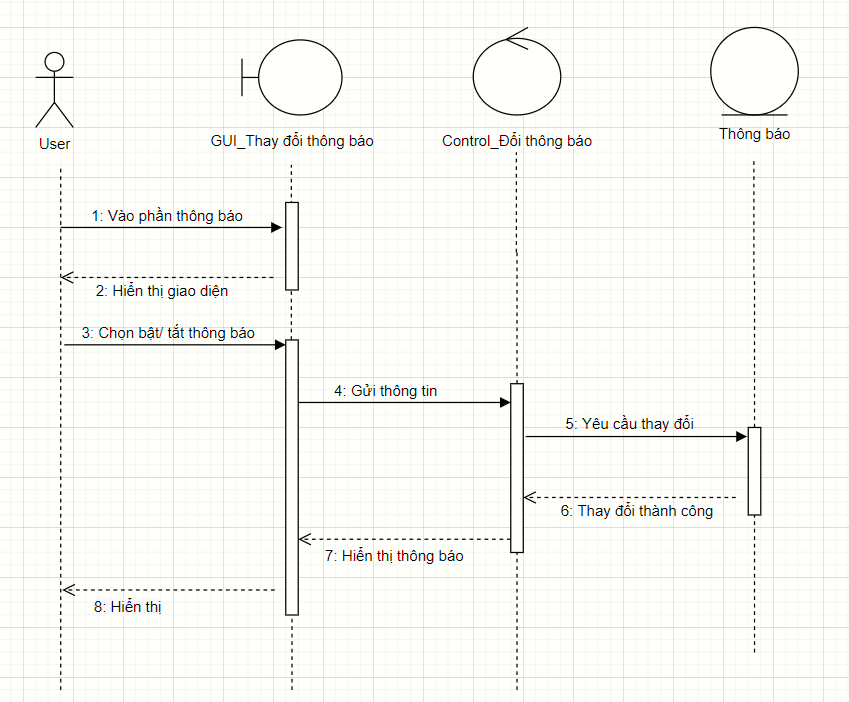 User
GUI_Thay đổi thông báo
Control_Đổi thông báo
Thông báo
1: Vào phần thông báo
2: Hiển thị giao diện
3: Chọn bật/ tắt thông báo
4: Gửi thông tin
5: Yêu cầu thay đổi
6: Thay đổi thành công
7: Hiển thị thông báo
8: Hiển thị